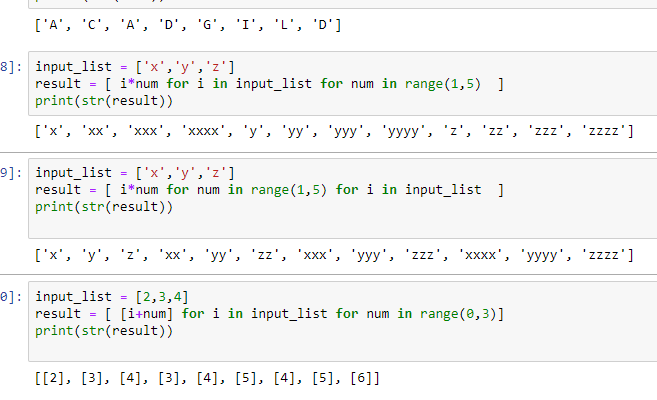 ['A', 'C', 'A', 'D', 'G', 'I', 'L', 'D']
8]: input_list = ['x','y','z']
result = [ i*num for i in input_list for num in range(1,5)  ]
print(str(result))
['x', 'xx', 'xxx', 'xxxx', 'y', 'yy', 'yyy', 'yyyy', 'z', 'zz', 'zzz', 'zzzz']
9]: input_list = ['x','y','z']
result = [ i*num for num in range(1,5) for i in input_list  ]
print(str(result))
['x', 'y', 'z', 'xx', 'yy', 'zz', 'xxx', 'yyy', 'zzz', 'xxxx', 'yyyy', 'zzzz']
0]: input_list = [2,3,4]
result = [ [i+num] for i in input_list for num in range(0,3)]
print(str(result))
[[2], [3], [4], [3], [4], [5], [4], [5], [6]]